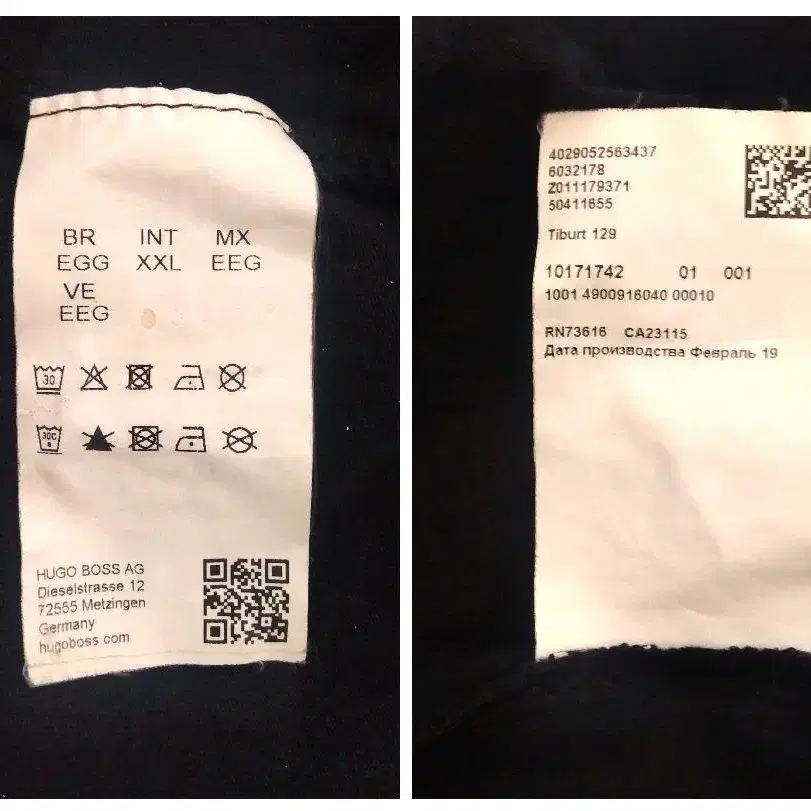 BR INT MX
EGG XXL EEG
VE
EEG
30
30C
HUGO BOSS AG
Dieselstrasse 12
72555 Metzingen
Germany
hugoboss.com
4029052563437
6032178
Z011179371
50411655
Tiburt 129
10171742 01 001
1001 4900916040 00010
RN73616 CA23115
Дата производства Февраль 19